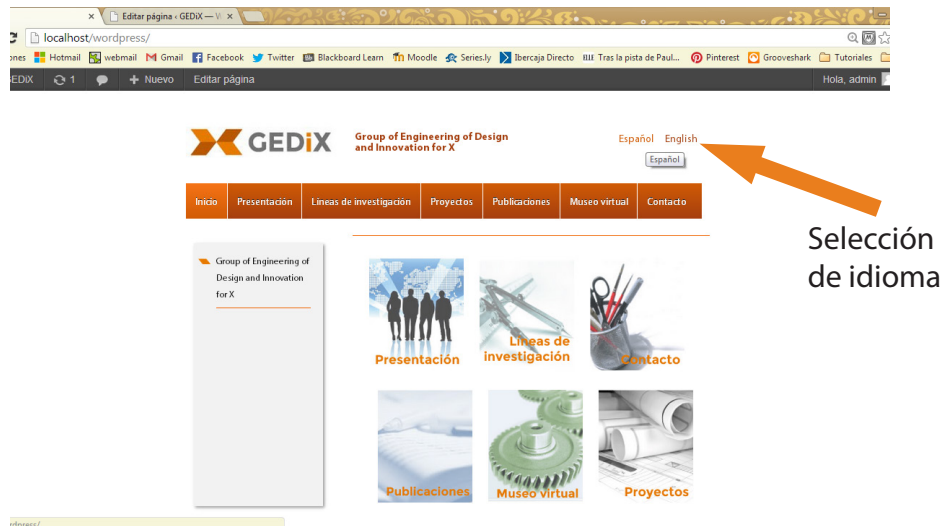 Editar página ‹ GEDiX — W
localhost/wordpress/
ones Hotmail webmail Gmail Facebook Twitter Blackboard Learn Moodle Series.ly Ibercaja Directo Tras la pista de Paul... Pinterest Grooveshark Tutoriales
GEDiX 1 Nuevo Editar página Hola, admin
GEDiX
Group of Engineering of Design
and Innovation for X
Español English
Español
Inicio Presentación Líneas de investigación Proyectos Publicaciones Museo virtual Contacto
Selección
de idioma
Group of Engineering of
Design and Innovation
for X
Presentación
Líneas de
investigación
Contacto
Publicaciones
Museo virtual
Proyectos